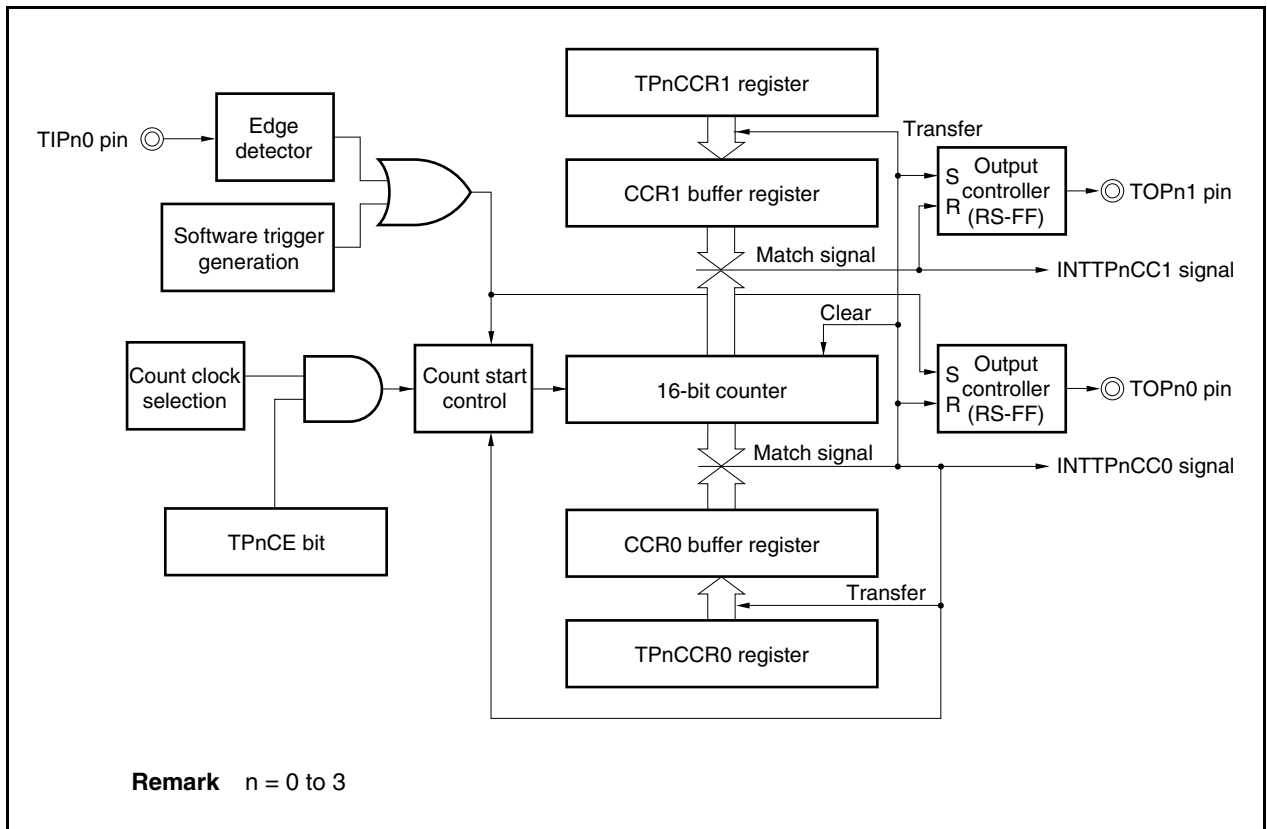 TPnCCR1 register
TIPn0 pin
Edge
detector
Transfer
CCR1 buffer register
S
R
Output
controller
(RS-FF)
TOPn1 pin
Software trigger
generation
Match signal
INTTPnCC1 signal
Clear
Count clock
selection
Count start
control
16-bit counter
S
R
Output
controller
(RS-FF)
TOPn0 pin
Match signal
INTTPnCC0 signal
TPnCE bit
CCR0 buffer register
Transfer
TPnCCR0 register
Remark n = 0 to 3